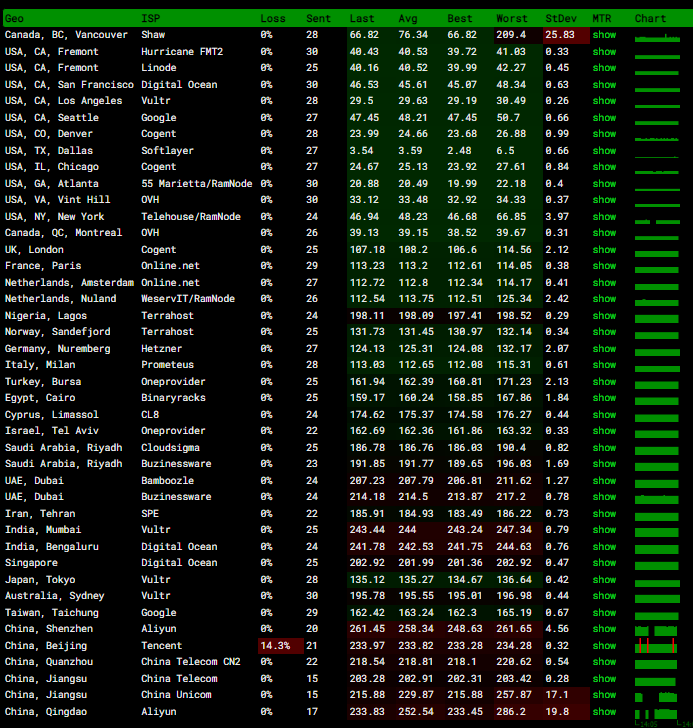 Geo ISP Loss Sent Last Avg Best Worst StDev MTR Chart
Canada, BC, Vancouver Shaw 0% 28 66.82 76.34 66.82 209.4 25.83 show
USA, CA, Fremont Hurricane FMT2 0% 30 40.43 40.53 39.72 41.03 0.33 show
USA, CA, Fremont Linode 0% 25 40.16 40.52 39.99 42.27 0.45 show
USA, CA, San Francisco Digital Ocean 0% 30 46.53 45.61 45.07 48.34 0.63 show
USA, CA, Los Angeles Vultr 0% 28 29.5 29.63 29.19 30.49 0.26 show
USA, CA, Seattle Google 0% 27 47.45 48.21 47.45 50.7 0.66 show
USA, CO, Denver Cogent 0% 28 23.99 24.66 23.68 26.88 0.99 show
USA, TX, Dallas Softlayer 0% 27 3.54 3.59 2.48 6.5 0.66 show
USA, IL, Chicago Cogent 0% 27 24.67 25.13 23.92 27.61 0.84 show
USA, GA, Atlanta 55 Marietta/RamNode 0% 30 20.88 20.49 19.99 22.18 0.4 show
USA, VA, Vint Hill OVH 0% 30 33.12 33.48 32.92 34.33 0.37 show
USA, NY, New York Telehouse/RamNode 0% 24 46.94 48.23 46.68 66.85 3.97 show
Canada, QC, Montreal OVH 0% 26 39.13 39.15 38.52 39.67 0.31 show
UK, London Cogent 0% 25 107.18 108.2 106.6 114.56 2.12 show
France, Paris Online.net 0% 29 113.23 113.2 112.61 114.05 0.38 show
Netherlands, Amsterdam Online.net 0% 27 112.72 112.8 112.34 114.17 0.41 show
Netherlands, Nuland WeservIT/RamNode 0% 26 112.54 113.75 112.51 125.34 2.42 show
Nigeria, Lagos Terrahost 0% 24 198.11 198.09 197.41 198.52 0.29 show
Norway, Sandefjord Terrahost 0% 25 131.73 131.45 130.97 132.14 0.34 show
Germany, Nuremberg Hetzner 0% 27 124.13 125.31 124.08 132.17 2.07 show
Italy, Milan Prometeus 0% 28 113.03 112.65 112.08 115.31 0.61 show
Turkey, Bursa Oneprovider 0% 25 161.94 162.39 160.81 171.23 2.13 show
Egypt, Cairo Binaryracks 0% 25 159.17 160.24 158.85 167.86 1.84 show
Cyprus, Limassol CL8 0% 24 174.62 175.37 174.58 176.27 0.44 show
Israel, Tel Aviv Oneprovider 0% 22 162.69 162.36 161.86 163.32 0.33 show
Saudi Arabia, Riyadh Cloudsigma 0% 25 186.78 186.76 186.03 190.4 0.82 show
Saudi Arabia, Riyadh Buzinessware 0% 23 191.85 191.77 189.65 196.03 1.69 show
UAE, Dubai Bamboozle 0% 24 207.23 207.79 206.81 211.62 1.27 show
UAE, Dubai Buzinessware 0% 24 214.18 214.5 213.87 217.2 0.78 show
Iran, Tehran SPE 0% 22 185.91 184.93 183.49 186.22 0.73 show
India, Mumbai Vultr 0% 25 243.44 244 243.24 247.34 0.79 show
India, Bengaluru Digital Ocean 0% 24 241.78 242.53 241.75 244.63 0.76 show
Singapore Digital Ocean 0% 25 202.92 201.99 201.36 202.92 0.47 show
Japan, Tokyo Vultr 0% 28 135.12 135.27 134.67 136.64 0.42 show
Australia, Sydney Vultr 0% 30 195.78 195.55 195.01 196.98 0.44 show
Taiwan, Taichung Google 0% 29 162.42 163.24 162.3 165.19 0.67 show
China, Shenzhen Aliyun 0% 20 261.45 258.34 248.63 261.65 4.56 show
China, Beijing Tencent 14.3% 21 233.97 233.82 233.28 234.28 0.32 show
China, Quanzhou China Telecom CN2 0% 22 218.54 218.81 218.1 220.62 0.54 show
China, Jiangsu China Telecom 0% 15 203.28 202.91 202.31 203.42 0.28 show
China, Jiangsu China Unicom 0% 15 215.88 229.87 215.88 257.87 17.1 show
China, Qingdao Aliyun 0% 17 233.83 252.54 233.45 286.2 19.8 show